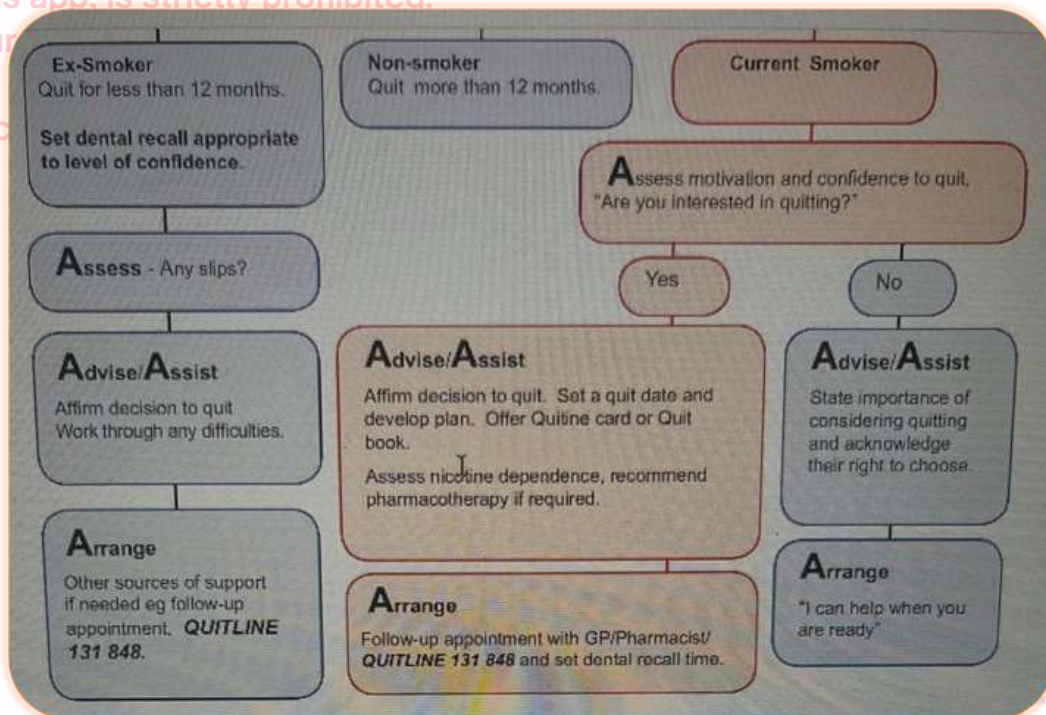 s app, is strictly prohibited.
Ex-Smoker
Quit for less than 12 months.
Set dental recall appropriate
to level of confidence.
Assess - Any slips?
Advise/Assist
Affirm decision to quit
Work through any difficulties.
Arrange
Other sources of support
if needed eg follow-up
appointment, QUITLINE
131 848.
Non-smoker
Quit more than 12 months.
Current Smoker
Assess motivation and confidence to quit,
"Are you interested in quitting?"
Yes
Advise/Assist
Affirm decision to quit. Set a quit date and
develop plan. Offer Quitine card or Quit
book.
Assess nicotine dependence, recommend
pharmacotherapy if required.
Arrange
Follow-up appointment with GP/Pharmacist/
QUITLINE 131 848 and set dental recall time.
No
Advise/Assist
State importance of
considering quitting
and acknowledge
their right to choose.
Arrange
"I can help when you
are ready"